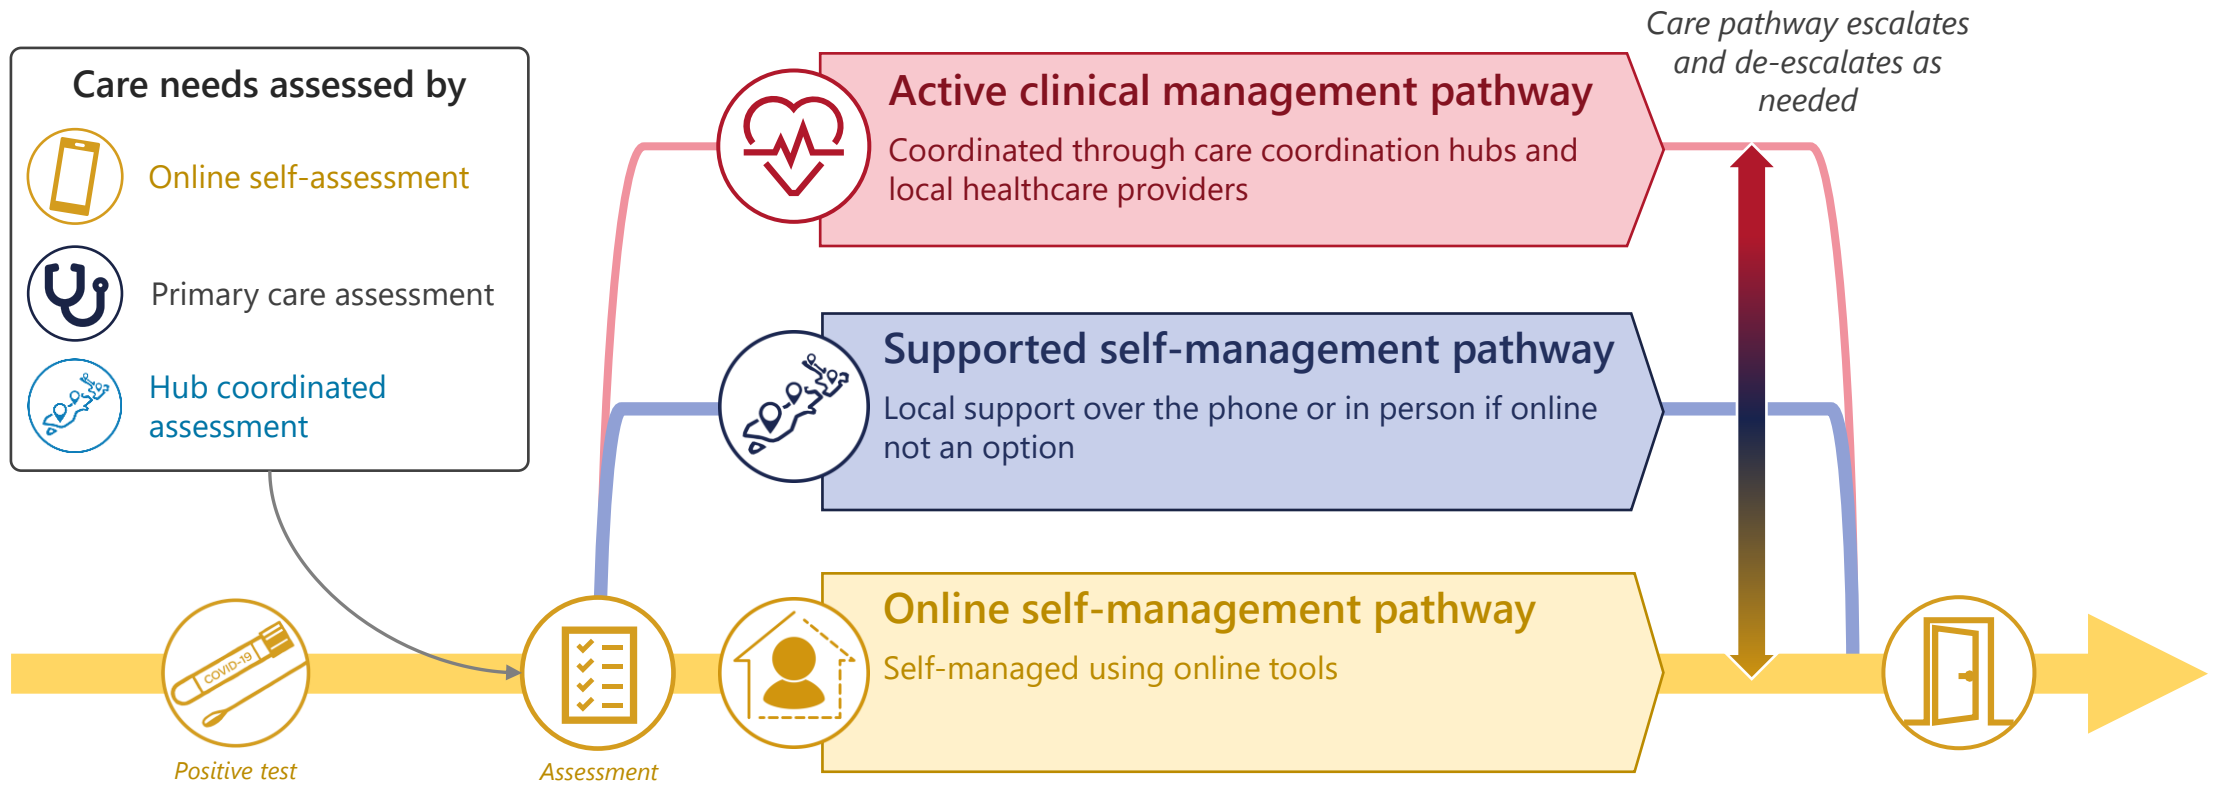 Care needs assessed by
Online self-assessment
Primary care assessment
Hub coordinated
assessment
Active clinical management pathway
Coordinated through care coordination hubs and
local healthcare providers
Care pathway escalates
and de-escalates as
needed
Supported self-management pathway
Local support over the phone or in person if online
not an option
Online self-management pathway
Self-managed using online tools
COVID-19
Positive test
Assessment